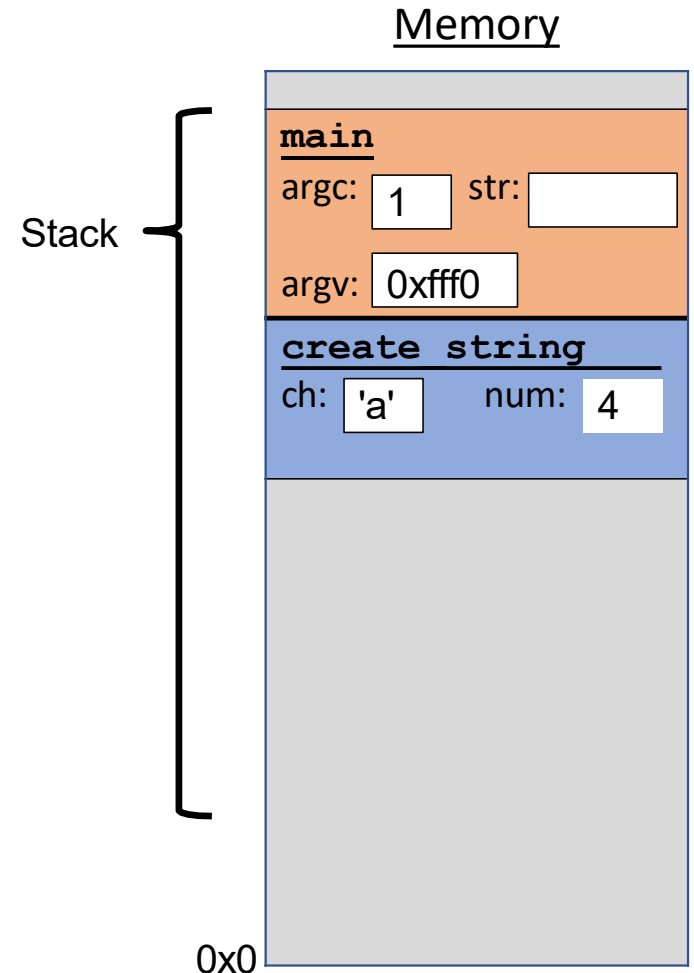 Memory
Stack
main
argc: 1 str:
argv: 0xfff0
create string
ch: 'a' num: 4
0x0